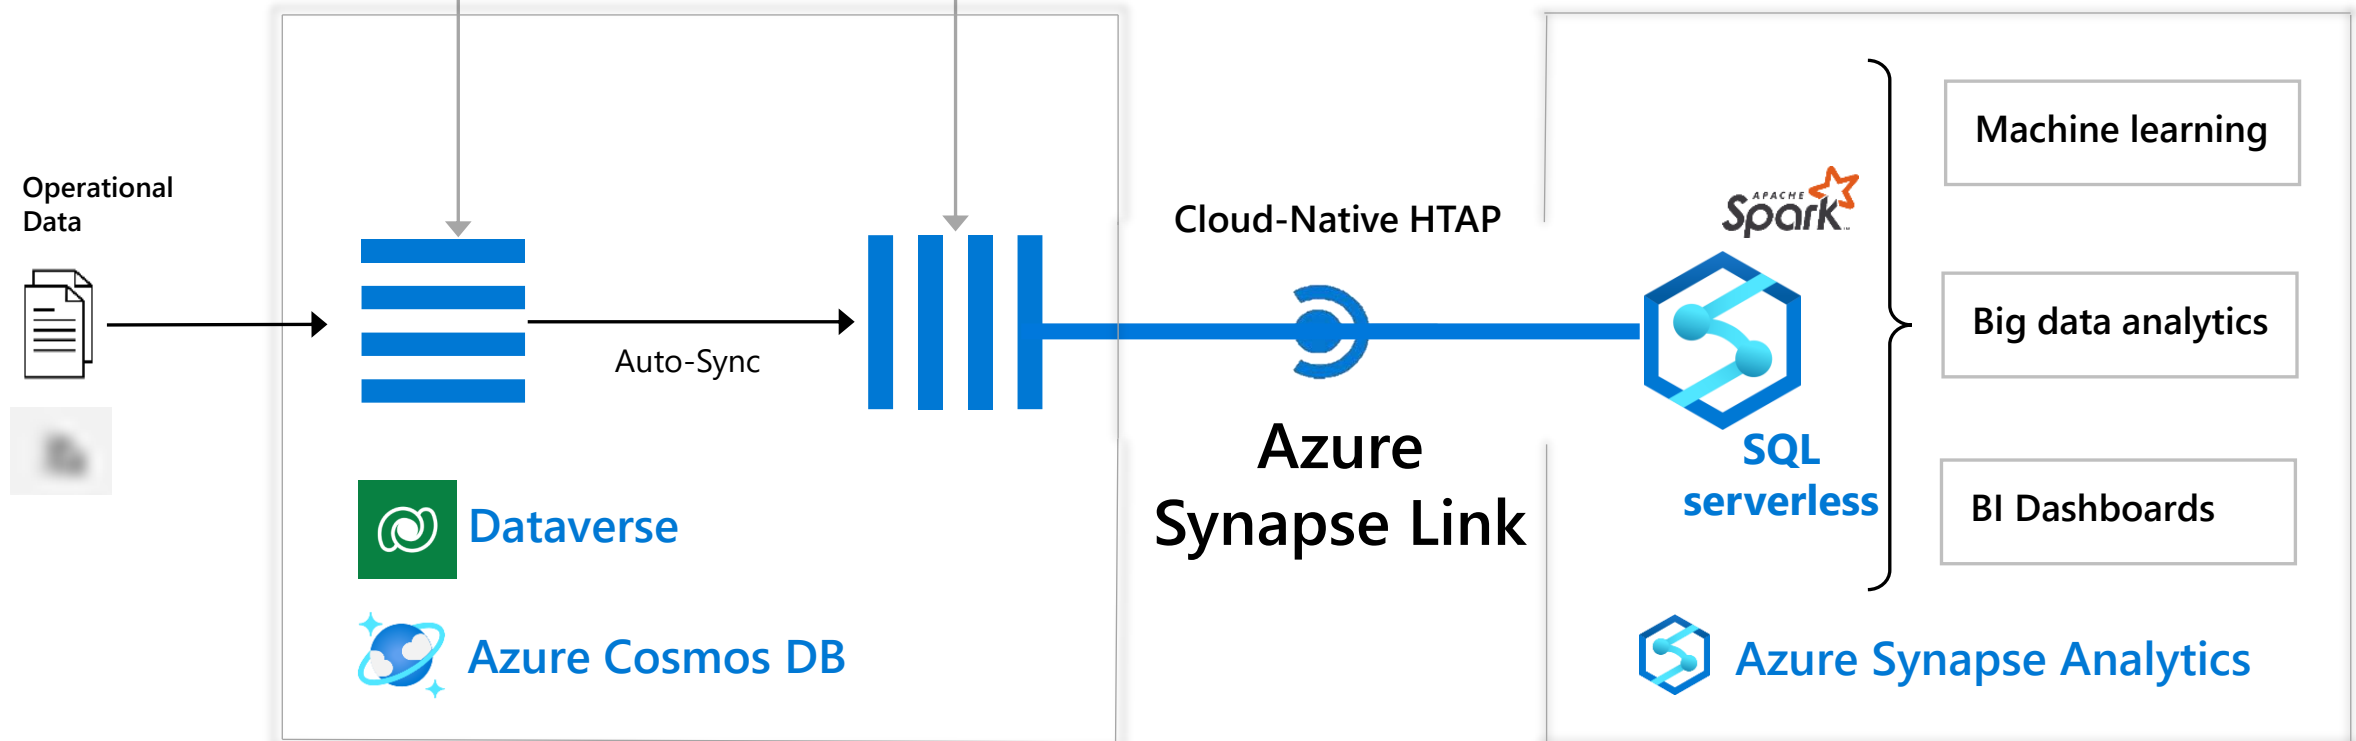 Operational
Data
Auto-Sync
Dataverse
Azure Cosmos DB
Cloud-Native HTAP
Azure
Synapse Link
APACHE
Spark
SQL
serverless
Machine learning
Big data analytics
BI Dashboards
Azure Synapse Analytics